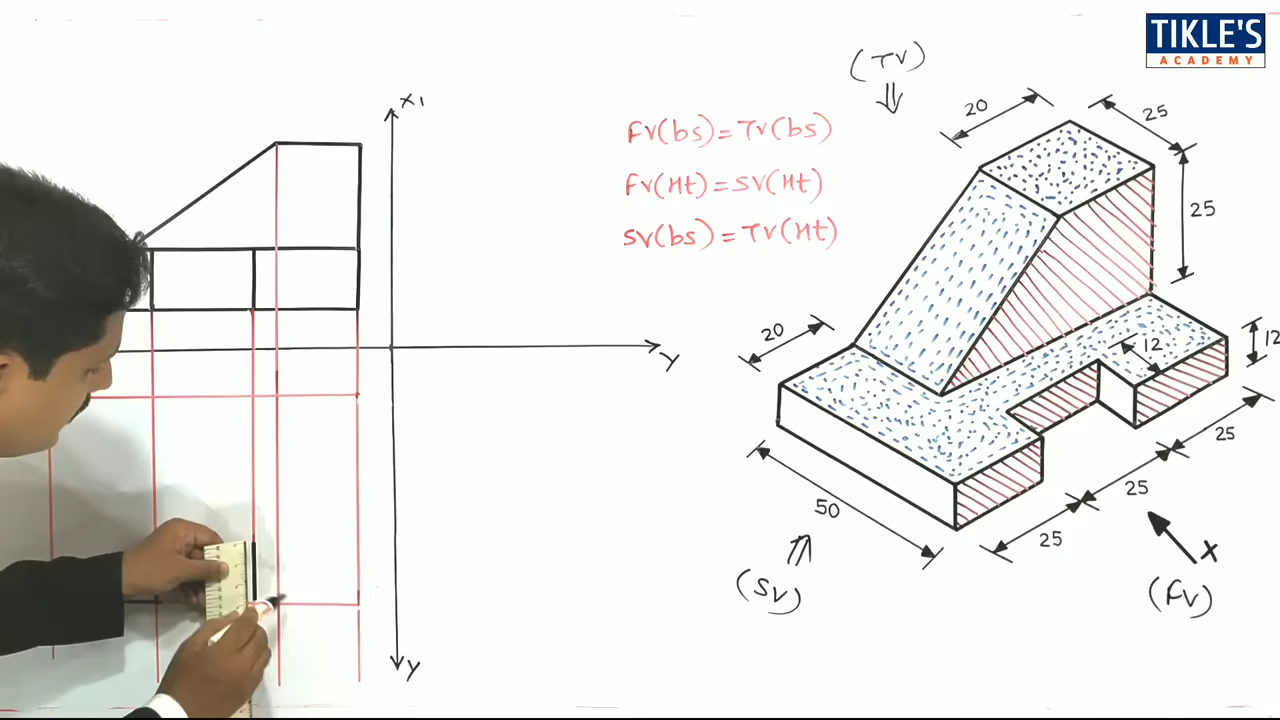 TIKLE'S
ACADEMY
(TV)
X1
20
25
FV(bs)=TV(bs)
FV(Ht)=SV(Ht)
SV(bs)=TV(Ht)
25
20
12
12
Y
25
50
25
25
X
(SV)
(FV)
Y